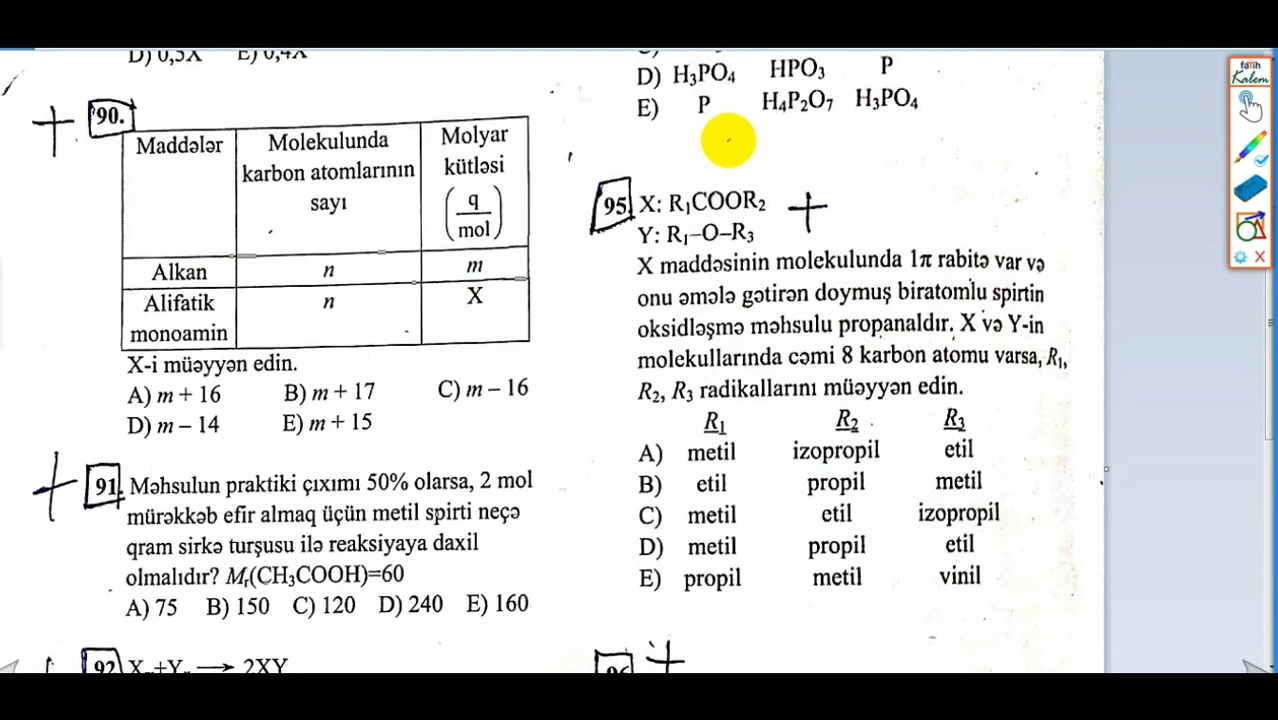 D) 0,5X E) 0,4X
90.
Maddələr Molekulunda karbon atomlarının sayı Molyar kütləsi (q/mol)
Alkan n m
Alifatik monoamin n X
X-i müəyyən edin.
A) m + 16 B) m + 17 C) m – 16
D) m – 14 E) m + 15
91. Məhsulun praktiki çıxımı 50% olarsa, 2 mol
mürəkkəb efir almaq üçün metil spirti neçə
qram sirkə turşusu ilə reaksiyaya daxil
olmalıdır? Mr(CH₃COOH)=60
A) 75 B) 150 C) 120 D) 240 E) 160
92. 2XY
D) H₃PO₄ HPO₃ P
E) P H₄P₂O₇ H₃PO₄
95. X: R₁COOR₂
Y: R₁–O–R₃
X maddəsinin molekulunda 1π rabitə var və
onu əmələ gətirən doymuş biratomlu spirtin
oksidləşmə məhsulu propanaldır. X və Y-in
molekullarında cəmi 8 karbon atomu varsa, R₁,
R₂, R₃ radikallarını müəyyən edin.
R₁ R₂ R₃
A) metil izopropil etil
B) etil propil metil
C) metil etil izopropil
D) metil propil etil
E) propil metil vinil
96
fatih
Kalem